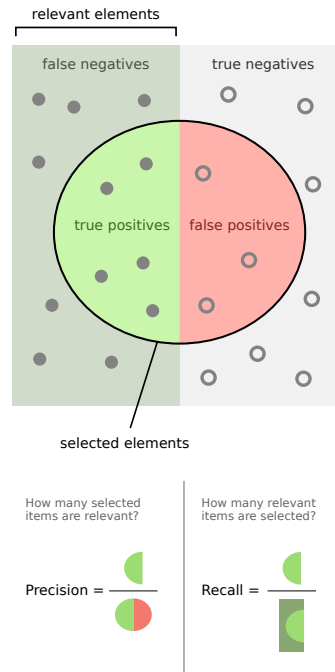 relevant elements
false negatives
true negatives
true positives
false positives
selected elements
How many selected
items are relevant?
How many relevant
items are selected?
Precision =
Recall =